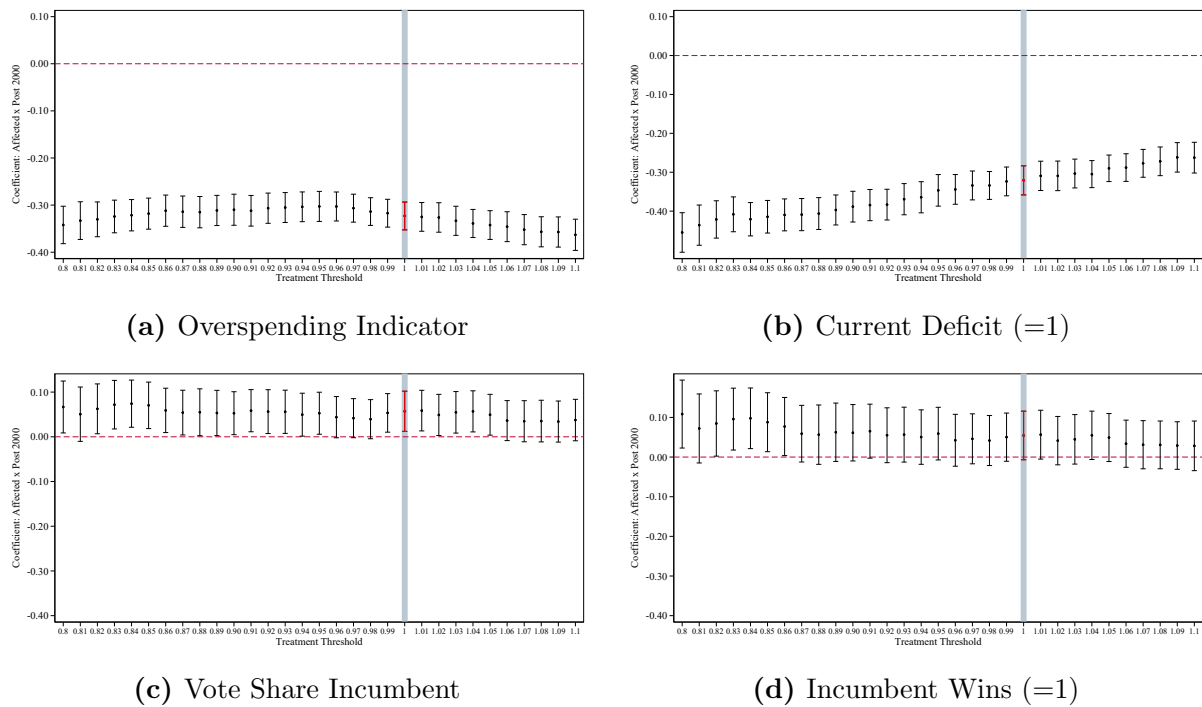 0.10
0.00
-0.10
-0.20
-0.30
-0.40
Coefficient: Affected x Post 2000
0.8 0.81 0.82 0.83 0.84 0.85 0.86 0.87 0.88 0.89 0.90 0.91 0.92 0.93 0.94 0.95 0.96 0.97 0.98 0.99 1 1.01 1.02 1.03 1.04 1.05 1.06 1.07 1.08 1.09 1.1
Treatment Threshold
(a) Overspending Indicator
0.10
0.00
-0.10
-0.20
-0.30
-0.40
Coefficient: Affected x Post 2000
0.8 0.81 0.82 0.83 0.84 0.85 0.86 0.87 0.88 0.89 0.90 0.91 0.92 0.93 0.94 0.95 0.96 0.97 0.98 0.99 1 1.01 1.02 1.03 1.04 1.05 1.06 1.07 1.08 1.09 1.1
Treatment Threshold
(b) Current Deficit (=1)
0.10
0.00
-0.10
-0.20
-0.30
-0.40
Coefficient: Affected x Post 2000
0.8 0.81 0.82 0.83 0.84 0.85 0.86 0.87 0.88 0.89 0.90 0.91 0.92 0.93 0.94 0.95 0.96 0.97 0.98 0.99 1 1.01 1.02 1.03 1.04 1.05 1.06 1.07 1.08 1.09 1.1
Treatment Threshold
(c) Vote Share Incumbent
0.10
0.00
-0.10
-0.20
-0.30
-0.40
Coefficient: Affected x Post 2000
0.8 0.81 0.82 0.83 0.84 0.85 0.86 0.87 0.88 0.89 0.90 0.91 0.92 0.93 0.94 0.95 0.96 0.97 0.98 0.99 1 1.01 1.02 1.03 1.04 1.05 1.06 1.07 1.08 1.09 1.1
Treatment Threshold
(d) Incumbent Wins (=1)